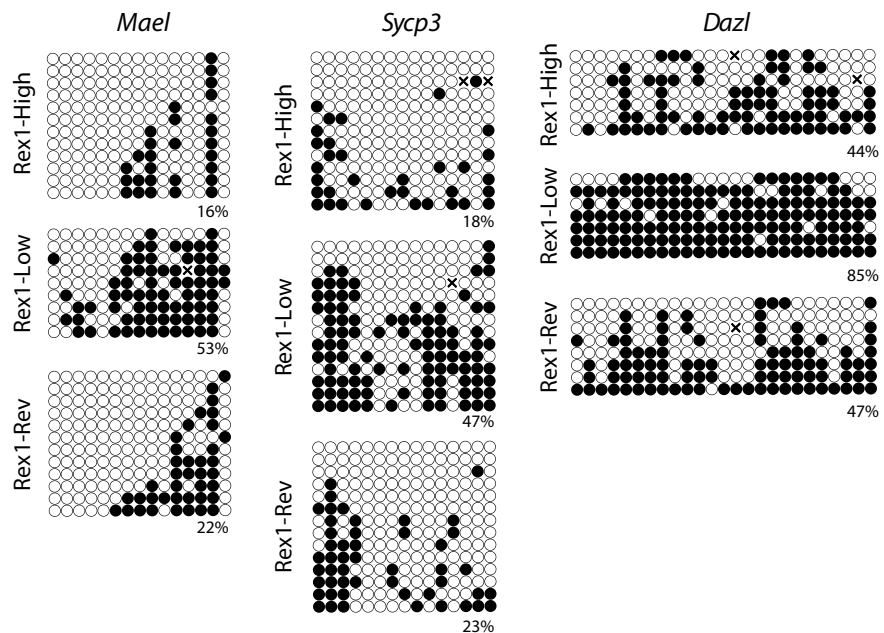 Mael
Rex1-High
16%
Rex1-Low
53%
Rex1-Rev
22%
Sycp3
Rex1-High
18%
Rex1-Low
47%
Rex1-Rev
23%
Dazl
Rex1-High
44%
Rex1-Low
85%
Rex1-Rev
47%